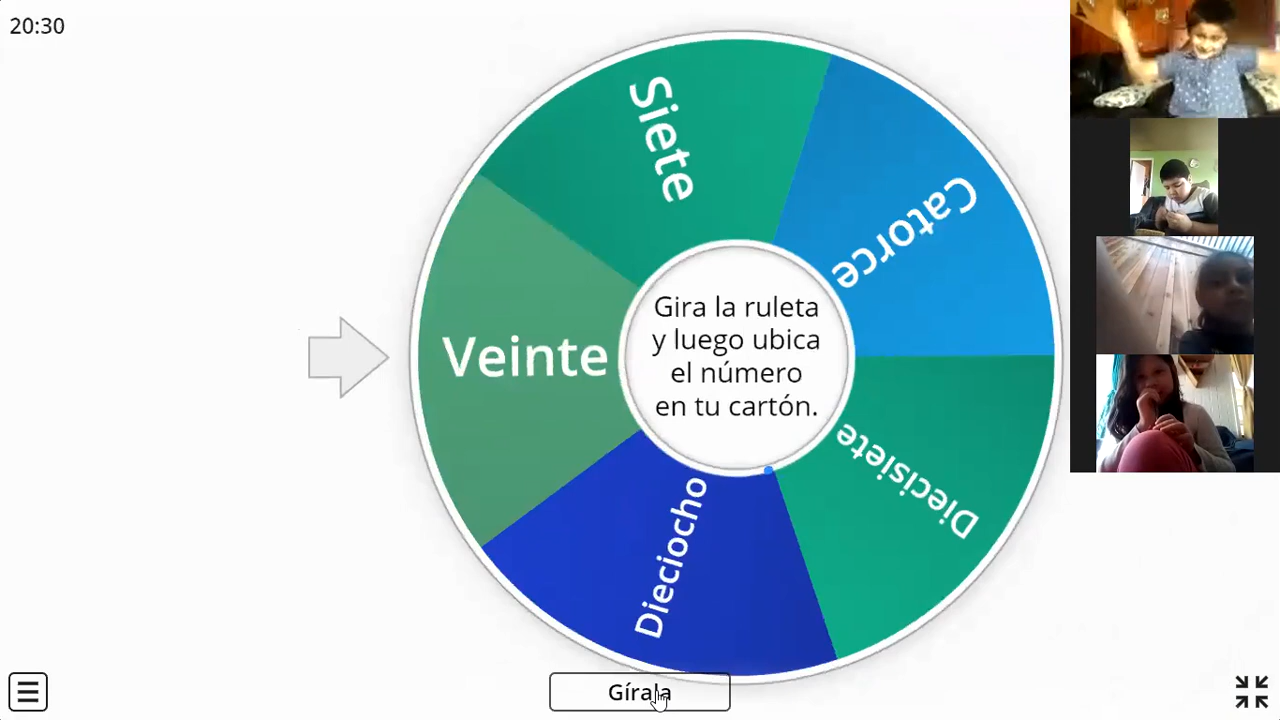 20:30
Siete
Catorce
Veinte
Gira la ruleta
y luego ubica
el número
en tu cartón.
Diecisiete
Dieciocho
Gírala